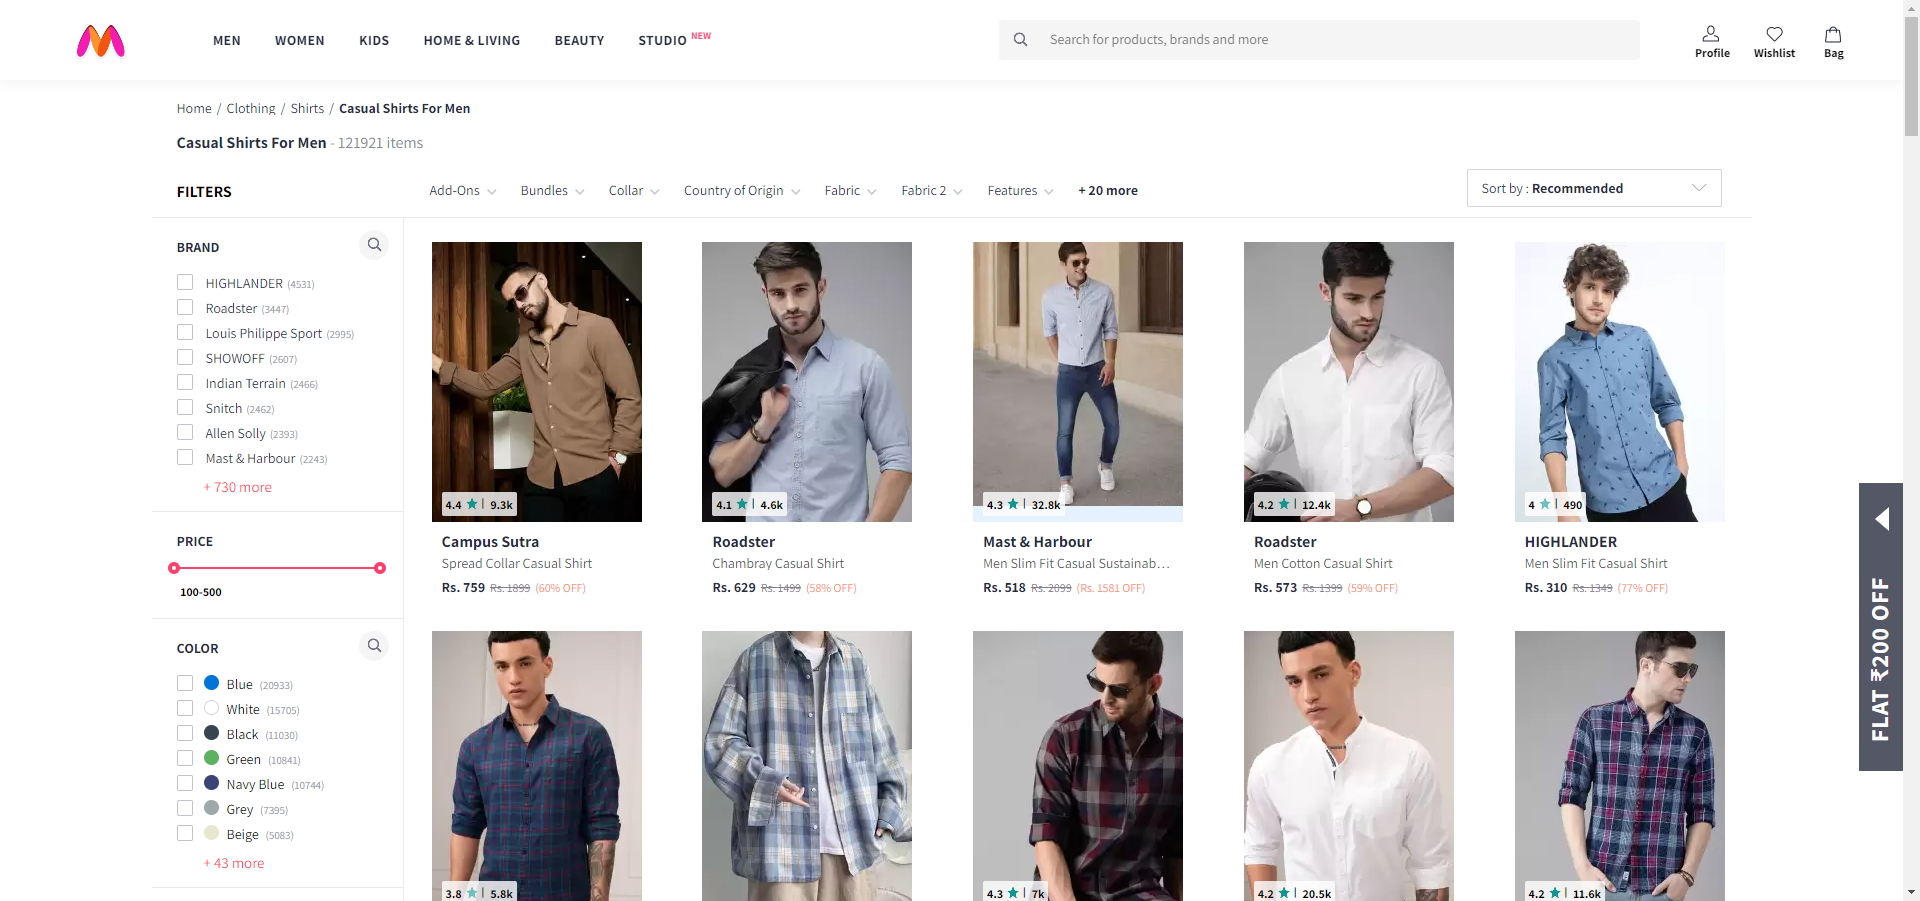 MEN WOMEN KIDS HOME & LIVING BEAUTY STUDIO NEW
Search for products, brands and more
Profile Wishlist Bag
Home / Clothing / Shirts / Casual Shirts For Men
Casual Shirts For Men - 121921 items
FILTERS
Add-Ons Bundles Collar Country of Origin Fabric Fabric 2 Features + 20 more
Sort by : Recommended
BRAND
HIGHLANDER (4531)
Roadster (3447)
Louis Philippe Sport (2995)
SHOWOFF (2607)
Indian Terrain (2466)
Snitch (2462)
Allen Solly (2393)
Mast & Harbour (2243)
+ 730 more
PRICE
100-500
COLOR
Blue (20933)
White (15705)
Black (11030)
Green (10841)
Navy Blue (10744)
Grey (7395)
Beige (5083)
+ 43 more
4.4 ★ | 9.3k
Campus Sutra
Spread Collar Casual Shirt
Rs. 759 Rs. 1899 (60% OFF)
4.1 ★ | 4.6k
Roadster
Chambray Casual Shirt
Rs. 629 Rs. 1499 (58% OFF)
4.3 ★ | 32.8k
Mast & Harbour
Men Slim Fit Casual Sustainab...
Rs. 518 Rs. 2099 (Rs. 1581 OFF)
4.2 ★ | 12.4k
Roadster
Men Cotton Casual Shirt
Rs. 573 Rs. 1399 (59% OFF)
4 ★ | 490
HIGHLANDER
Men Slim Fit Casual Shirt
Rs. 310 Rs. 1349 (77% OFF)
3.8 ★ | 5.8k
4.3 ★ | 7k
4.2 ★ | 20.5k
4.2 ★ | 11.6k
FLAT ₹200 OFF